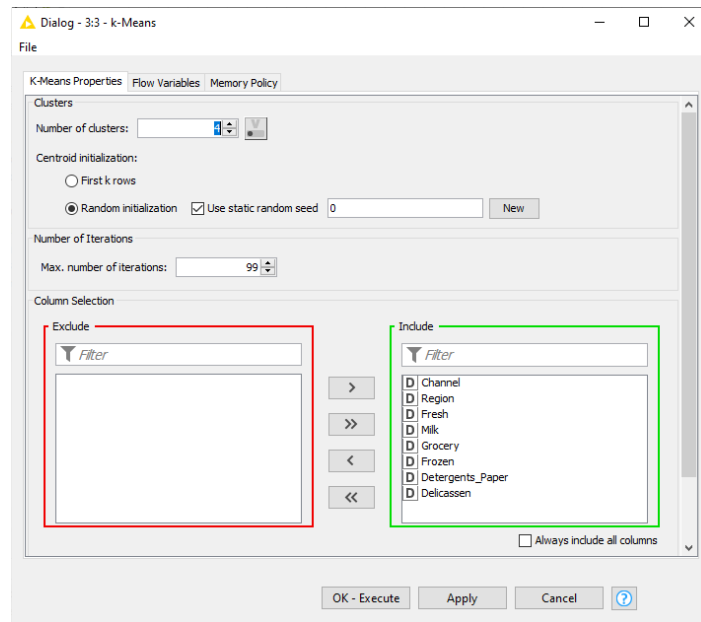 Dialog - 3:3 - k-Means
File
K-Means Properties Flow Variables Memory Policy
Clusters
Number of clusters: 4
Centroid initialization:
First k rows
Random initialization Use static random seed 0 New
Number of Iterations
Max. number of iterations: 99
Column Selection
Exclude Include
Filter Filter
> D Channel
D Region
>> D Fresh
D Milk
D Grocery
< D Frozen
D Detergents_Paper
<< D Delicassen
Always include all columns
OK - Execute Apply Cancel ?